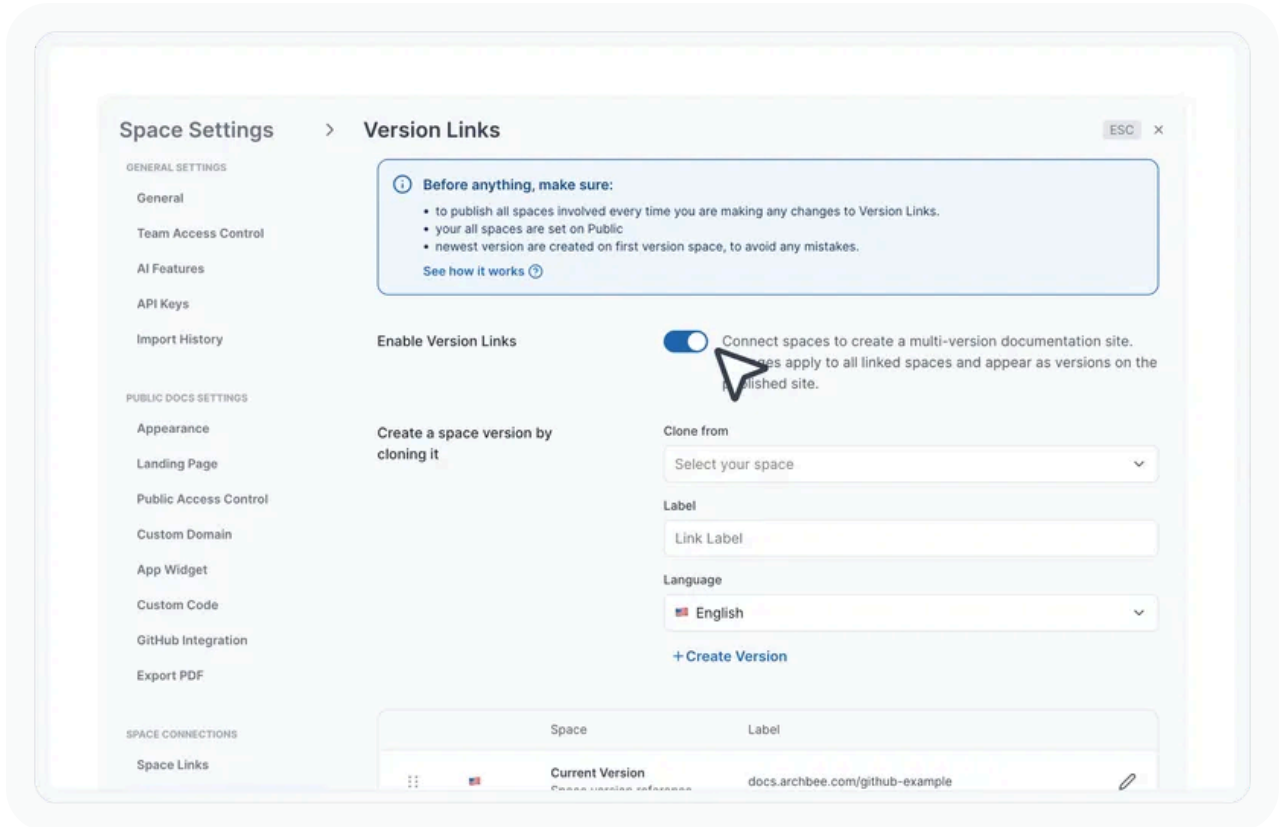 Space Settings > Version Links
ESC ×
GENERAL SETTINGS
General
Team Access Control
AI Features
API Keys
Import History
PUBLIC DOCS SETTINGS
Appearance
Landing Page
Public Access Control
Custom Domain
App Widget
Custom Code
GitHub Integration
Export PDF
SPACE CONNECTIONS
Space Links
Before anything, make sure:
• to publish all spaces involved every time you are making any changes to Version Links.
• your all spaces are set on Public
• newest version are created on first version space, to avoid any mistakes.
See how it works
Enable Version Links
Connect spaces to create a multi-version documentation site.
apply to all linked spaces and appear as versions on the
site.
Create a space version by
cloning it
Clone from
Select your space
Label
Link Label
Language
English
+ Create Version
Space Label
Current Version
Space version reference
docs.archbee.com/github-example